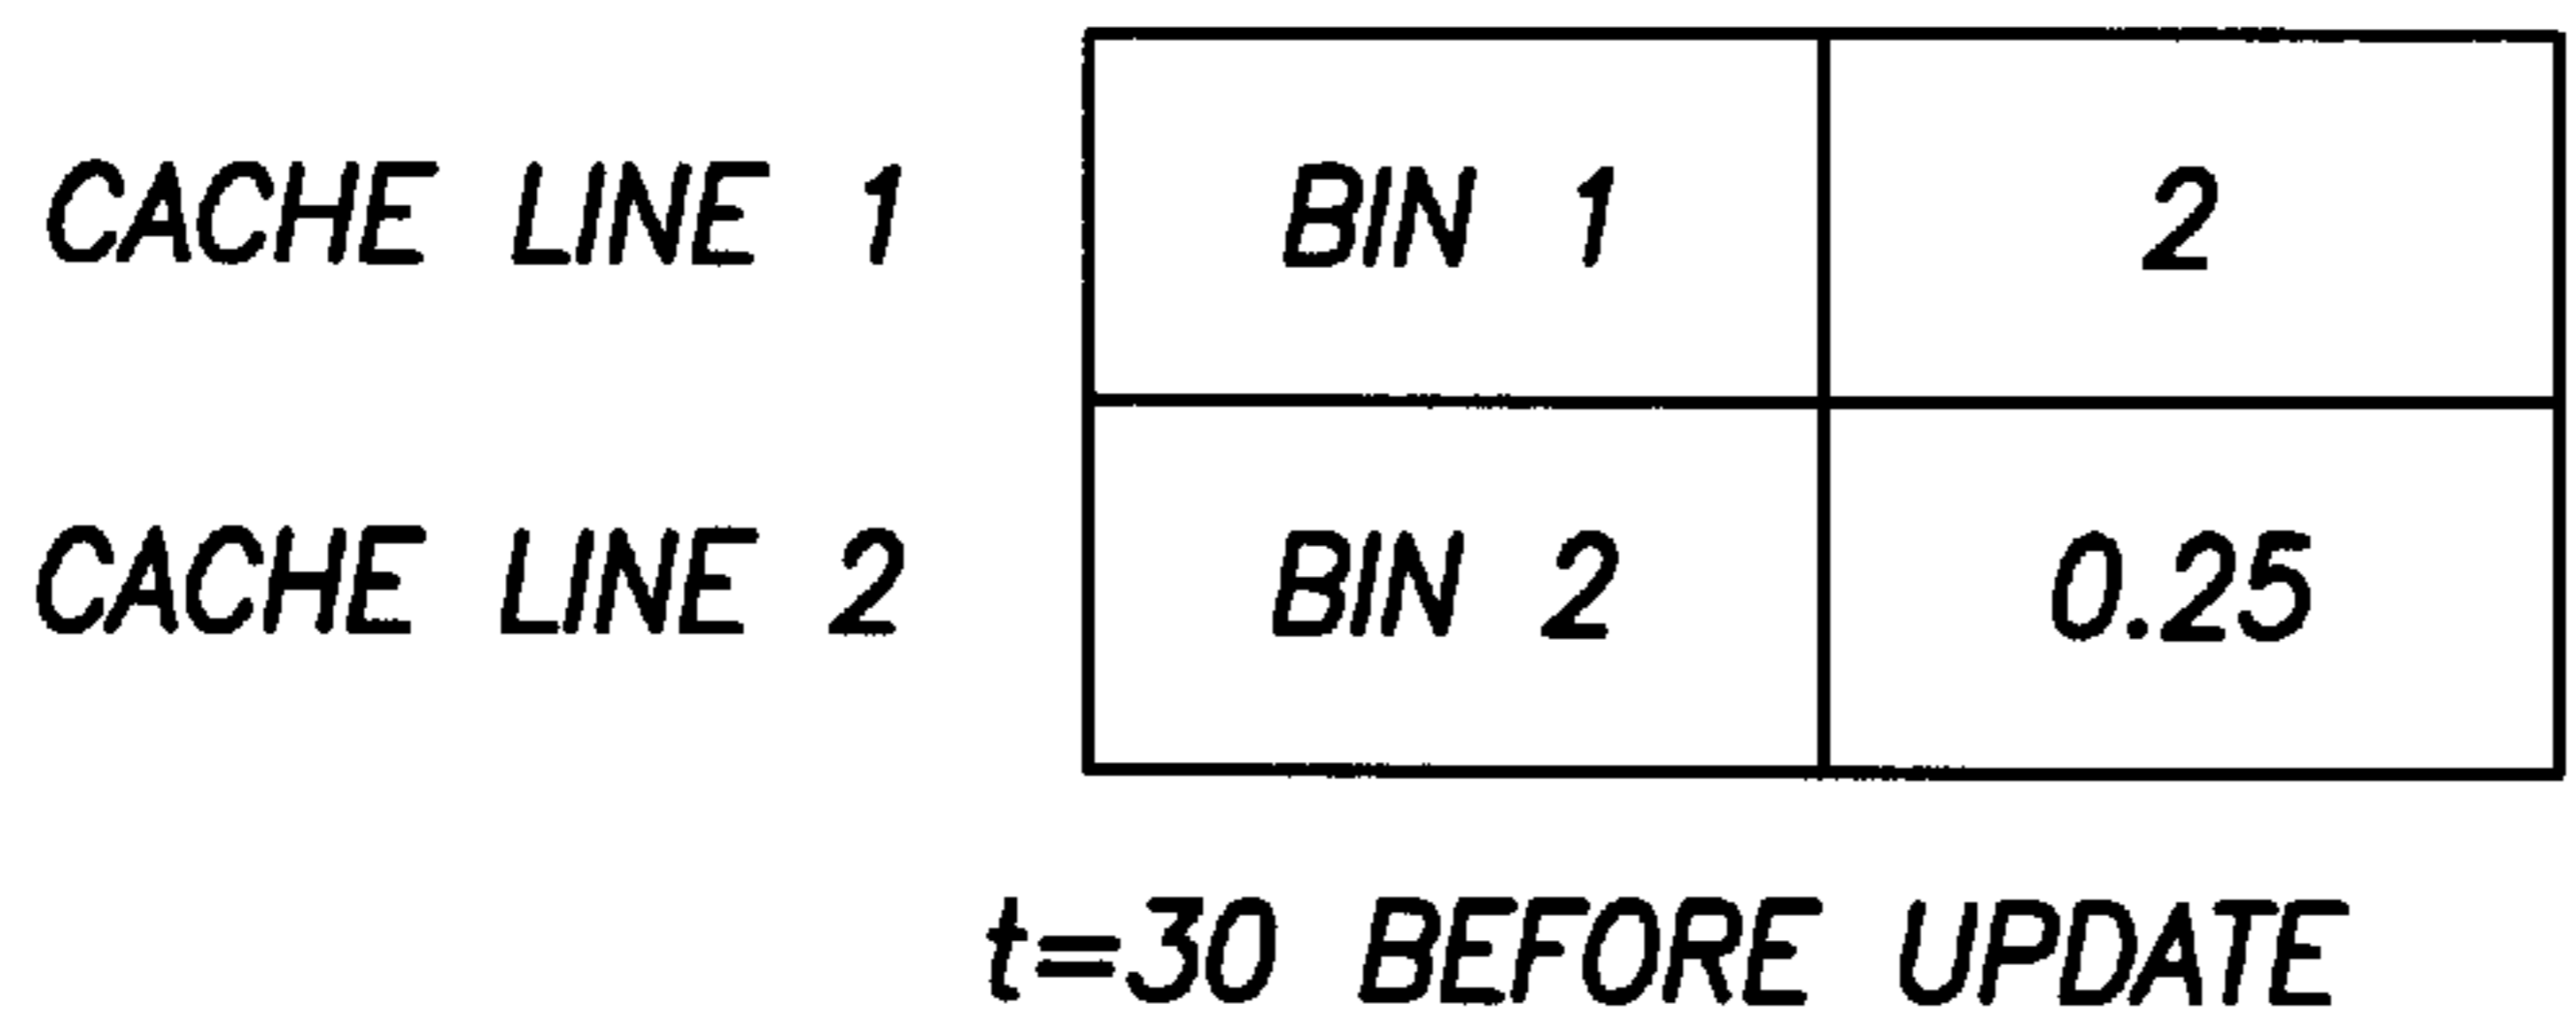 CACHE LINE 1 BIN 1 2
CACHE LINE 2 BIN 2 0.25
t=30 BEFORE UPDATE